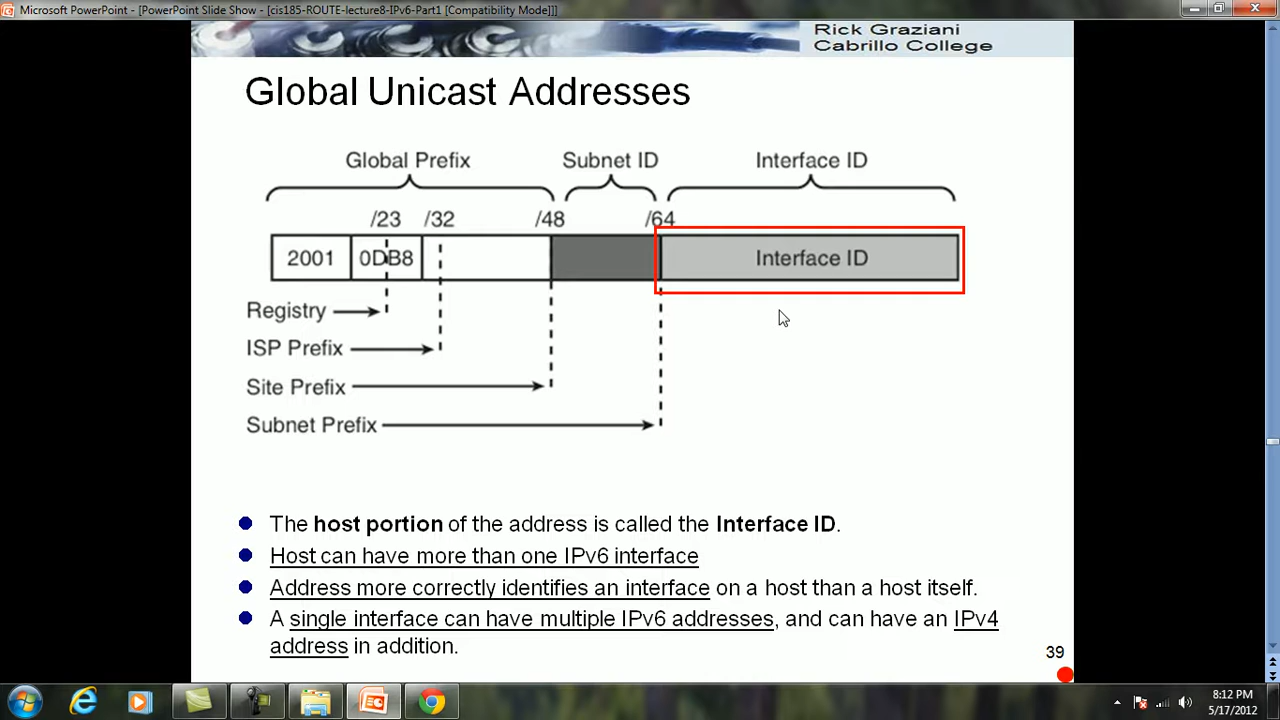 Microsoft PowerPoint - [PowerPoint Slide Show - [cis185-ROUTE-lecture8-IPv6-Part1 [Compatibility Mode]]]
Rick Graziani
Cabrillo College
Global Unicast Addresses
Global Prefix Subnet ID Interface ID
/23 /32 /48 /64
2001 0DB8 Interface ID
Registry
ISP Prefix
Site Prefix
Subnet Prefix
The host portion of the address is called the Interface ID.
Host can have more than one IPv6 interface
Address more correctly identifies an interface on a host than a host itself.
A single interface can have multiple IPv6 addresses, and can have an IPv4
address in addition.
39
8:12 PM
5/17/2012